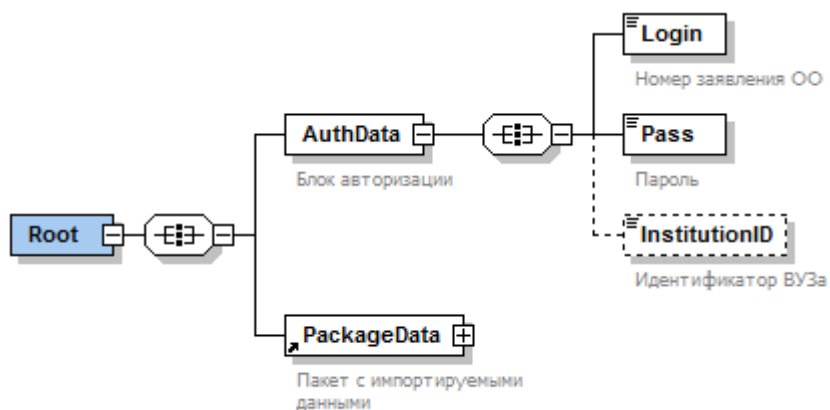 Login
Номер заявления ОО
AuthData
Блок авторизации
Pass
Пароль
Root
InstitutionID
Идентификатор ВУЗа
PackageData
Пакет с импортируемыми
данными